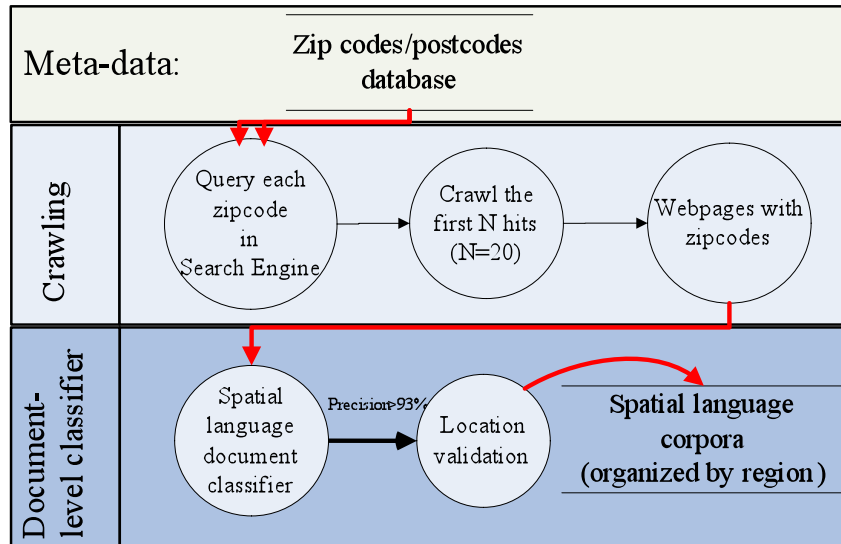 Meta-data:
Zip codes/postcodes
database
Crawling
Query each
zipcode
in
Search Engine
Crawl the
first N hits
(N=20)
Webpages with
zipcodes
Document-
level classifier
Spatial
language
document
classifier
Precision>93%
Location
validation
Spatial language
corpora
(organized by region)